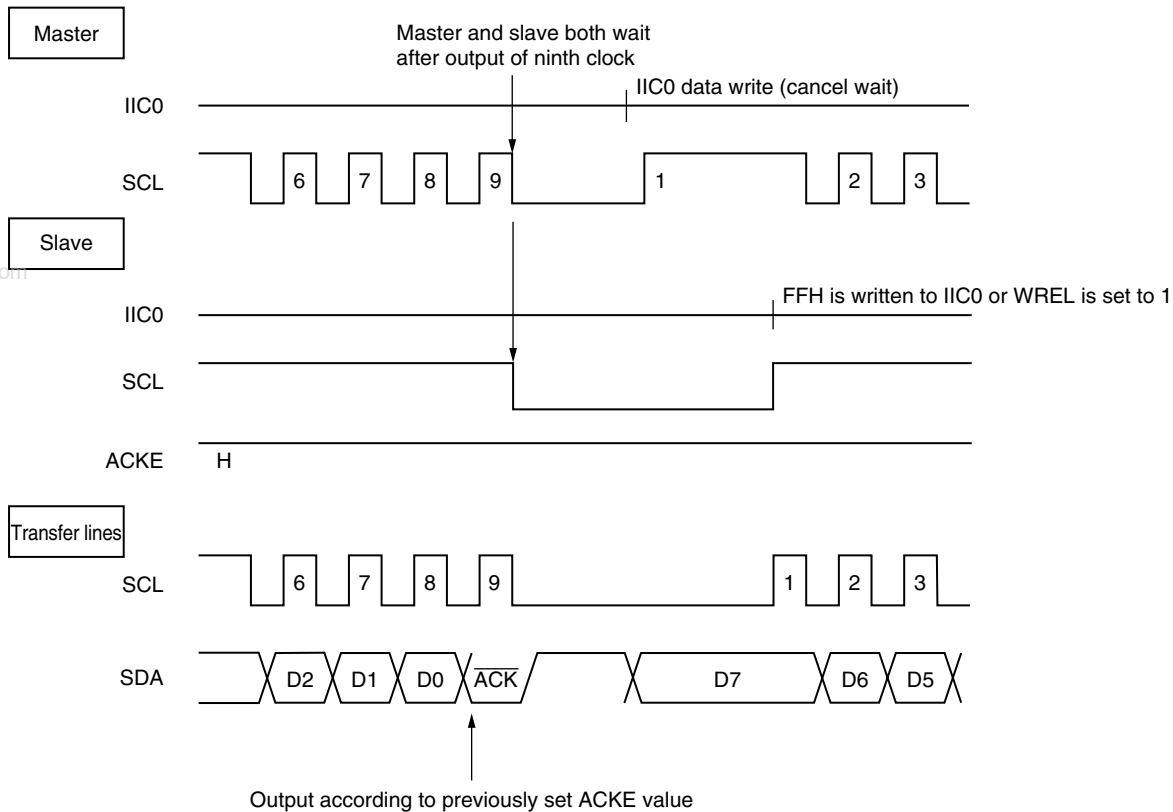 Master
Master and slave both wait
after output of ninth clock
IIC0 data write (cancel wait)
IIC0
SCL
6 7 8 9 1 2 3
Slave
om
FFH is written to IIC0 or WREL is set to 1
IIC0
SCL
ACKE H
Transfer lines
SCL
6 7 8 9 1 2 3
SDA
D2 D1 D0 ACK D7 D6 D5
Output according to previously set ACKE value